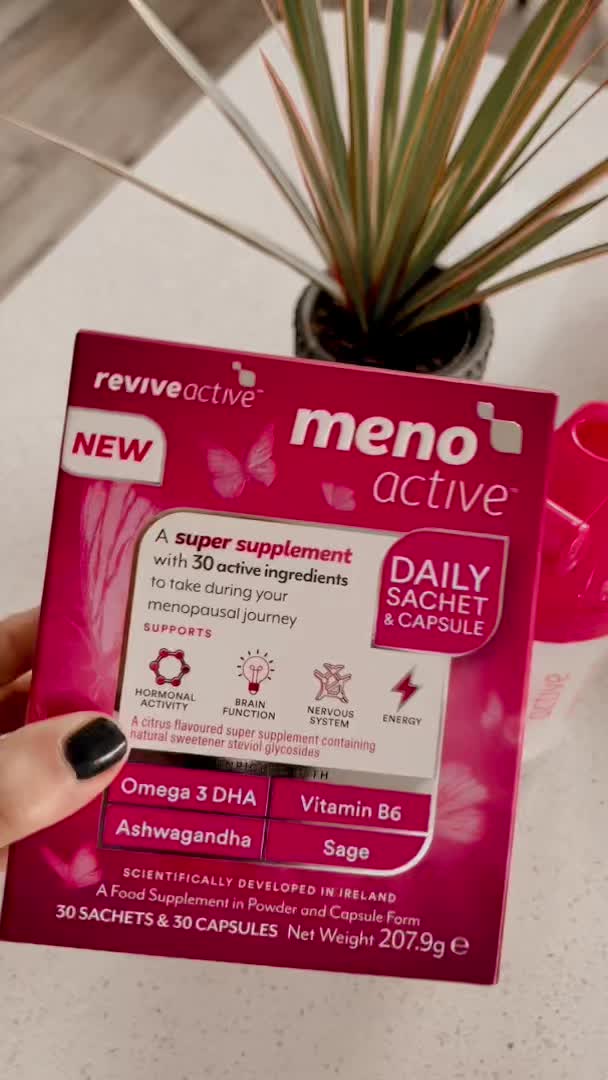 reviveactive™
meno
active™
NEW
A super supplement
with 30 active ingredients
to take during your
menopausal journey
DAILY
SACHET
& CAPSULE
SUPPORTS
HORMONAL
ACTIVITY
BRAIN
FUNCTION
NERVOUS
SYSTEM
ENERGY
A citrus flavoured super supplement containing
natural sweetener steviol glycosides
Omega 3 DHA
Vitamin B6
Ashwagandha
Sage
SCIENTIFICALLY DEVELOPED IN IRELAND
A Food Supplement in Powder and Capsule Form
30 SACHETS & 30 CAPSULES Net Weight 207.9g e
active